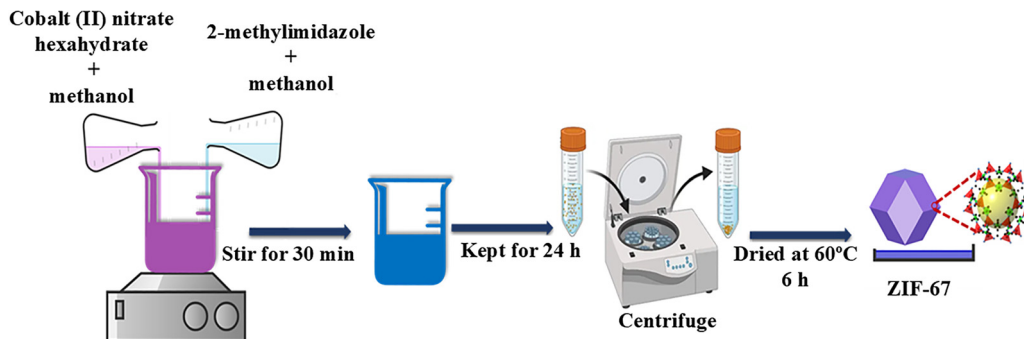 Cobalt (II) nitrate
hexahydrate
+
methanol
2-methylimidazole
+
methanol
Stir for 30 min
Kept for 24 h
Centrifuge
Dried at 60°C
6 h
ZIF-67